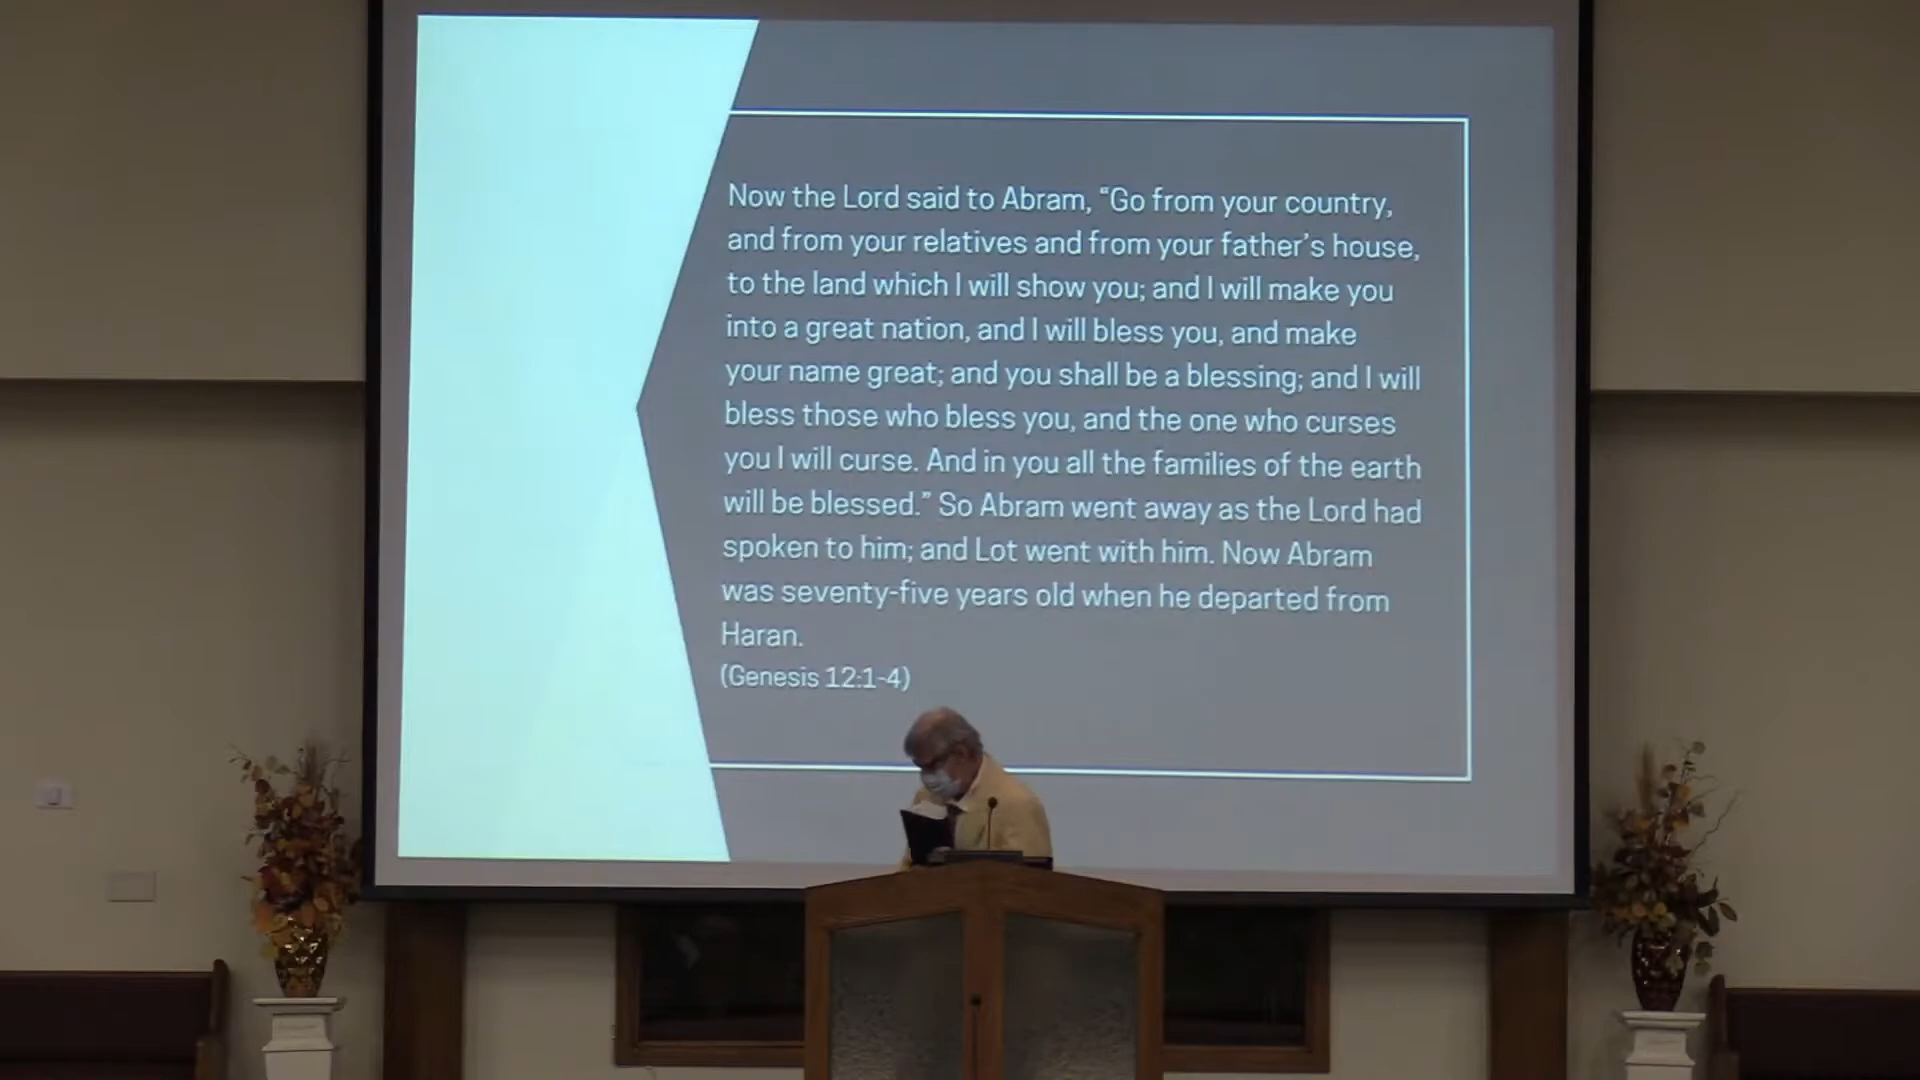 Now the Lord said to Abram, “Go from your country,
and from your relatives and from your father’s house,
to the land which I will show you; and I will make you
into a great nation, and I will bless you, and make
your name great; and you shall be a blessing; and I will
bless those who bless you, and the one who curses
you I will curse. And in you all the families of the earth
will be blessed.” So Abram went away as the Lord had
spoken to him; and Lot went with him. Now Abram
was seventy-five years old when he departed from
Haran.
(Genesis 12:1-4)